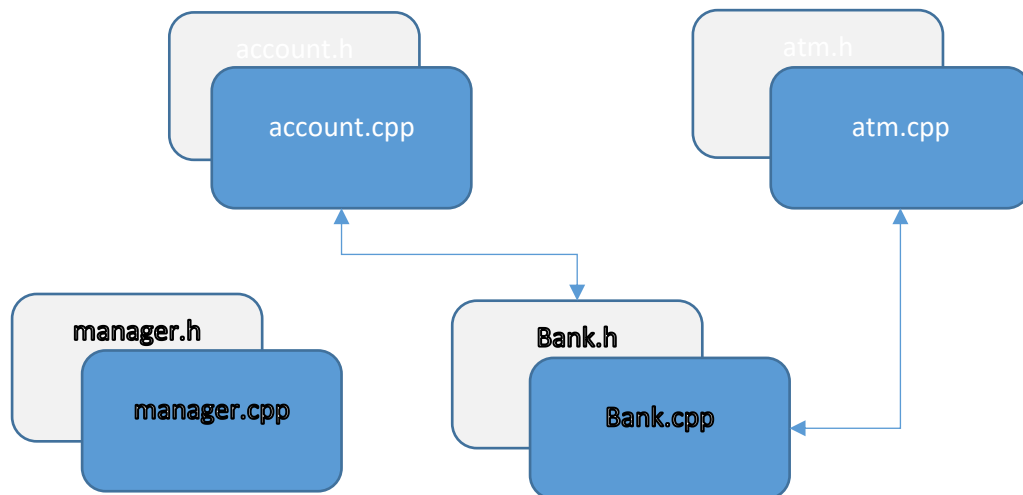 account.h
account.cpp
atm.h
atm.cpp
manager.h
manager.cpp
Bank.h
Bank.cpp